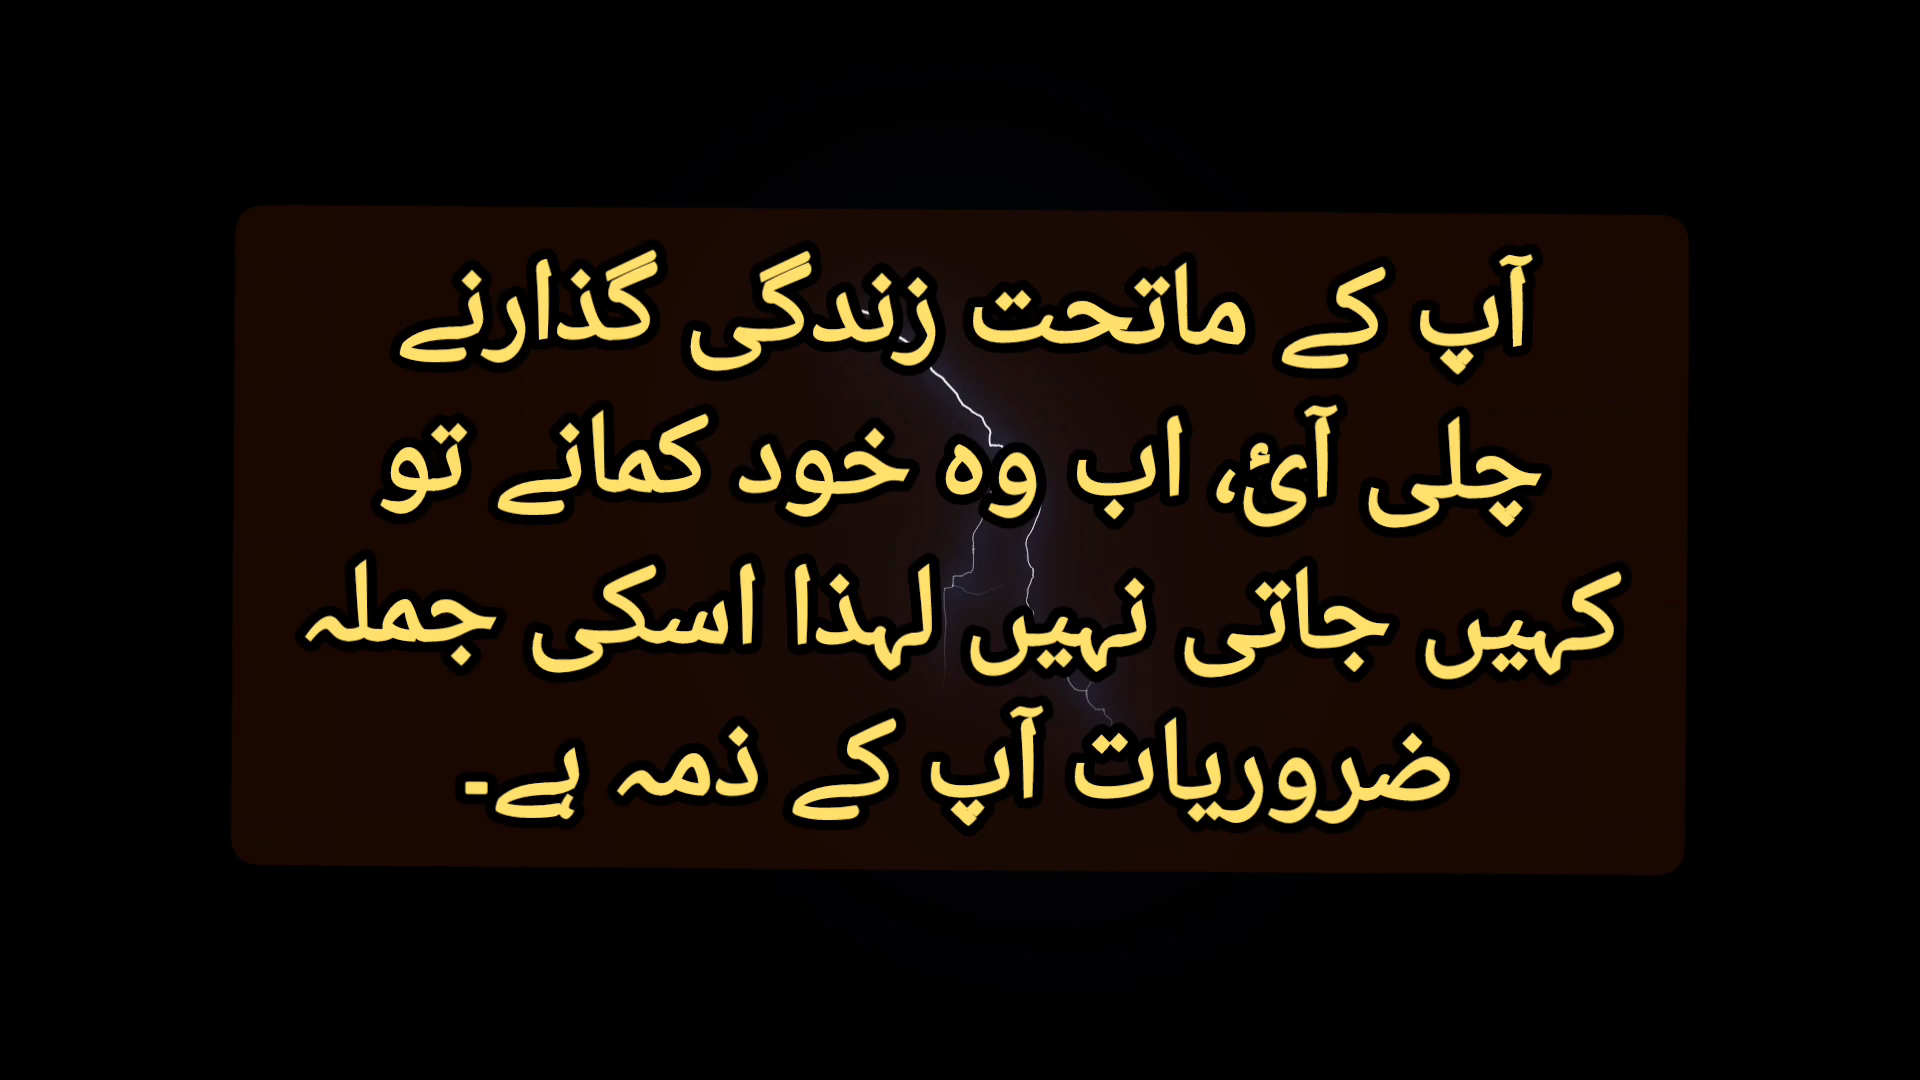 آپ کے ماتحت زندگی گذارنے
چلی آئ، اب وہ خود کمانے تو
کہیں جاتی نہیں لہذا اسکی جملہ
ضروریات آپ کے ذمہ ہے۔